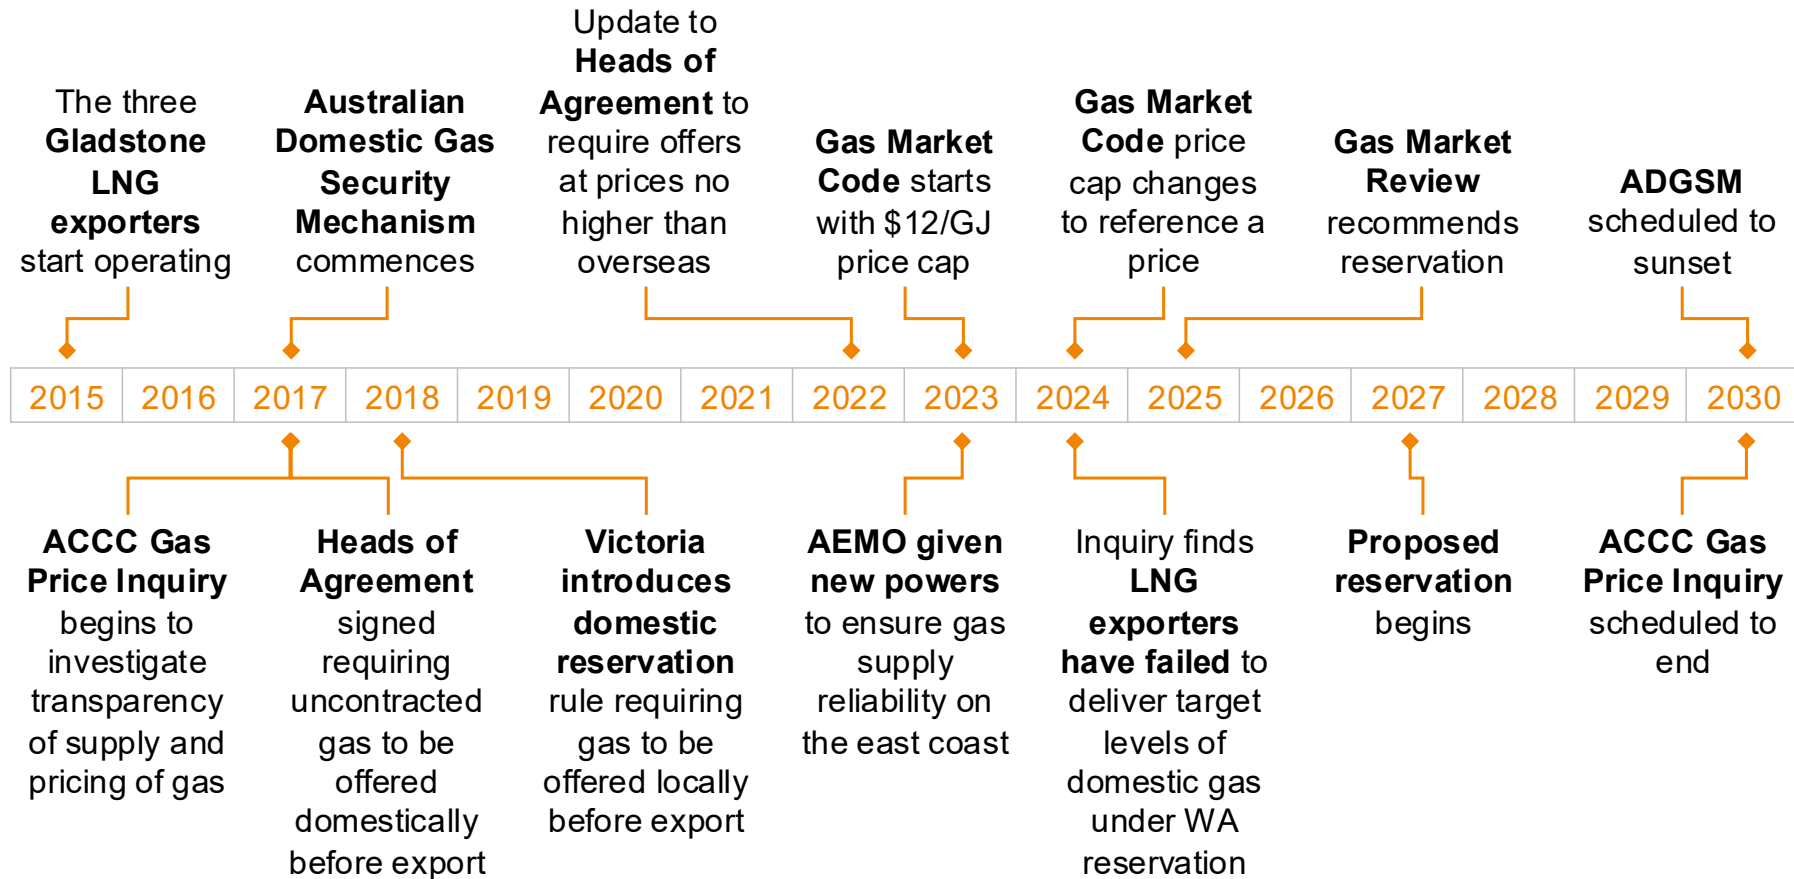 The three
Gladstone
LNG
exporters
start operating
Australian
Domestic Gas
Security
Mechanism
commences
Update to
Heads of
Agreement to
require offers
at prices no
higher than
overseas
Gas Market
Code starts
with $12/GJ
price cap
Gas Market
Code price
cap changes
to reference a
price
Gas Market
Review
recommends
reservation
ADGSM
scheduled to
sunset
2015 2016 2017 2018 2019 2020 2021 2022 2023 2024 2025 2026 2027 2028 2029 2030
ACCC Gas
Price Inquiry
begins to
investigate
transparency
of supply and
pricing of gas
Heads of
Agreement
signed
requiring
uncontracted
gas to be
offered
domestically
before export
Victoria
introduces
domestic
reservation
rule requiring
gas to be
offered locally
before export
AEMO given
new powers
to ensure gas
supply
reliability on
the east coast
Inquiry finds
LNG
exporters
have failed to
deliver target
levels of
domestic gas
under WA
reservation
Proposed
reservation
begins
ACCC Gas
Price Inquiry
scheduled to
end